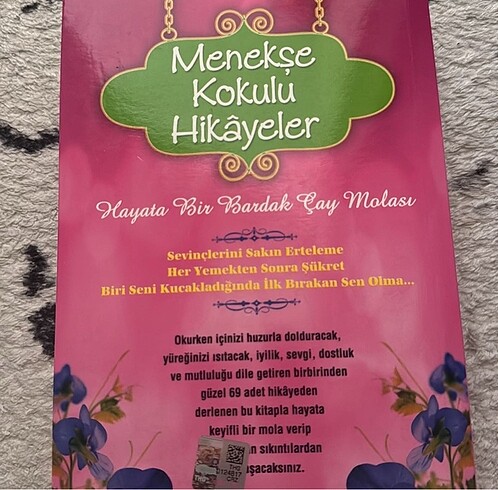 Menekşe
Kokulu
Hikâyeler
Hayata Bir Bardak Çay Molası
Sevinçlerini Sakın Erteleme
Her Yemekten Sonra Şükret
Biri Seni Kucakladığında İlk Bırakan Sen Olma...
Okurken içinizi huzurla dolduracak,
yüreğinizi ısıtacak, iyilik, sevgi, dostluk
ve mutluluğu dile getiren birbirinden
güzel 69 adet hikâyeden
derlenen bu kitapla hayata
keyifli bir mola verip
sıkıntılardan